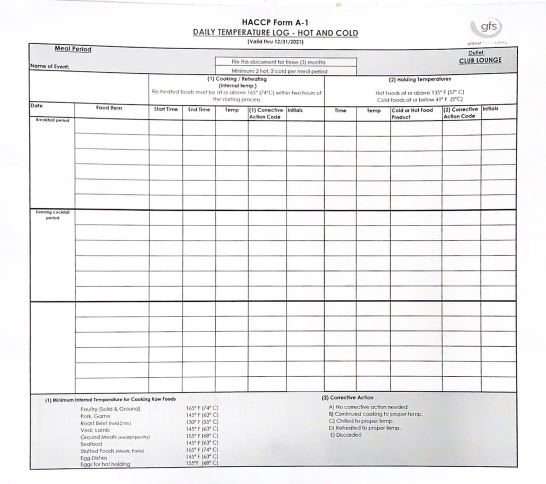 HACCP Form A-1
DAILY TEMPERATURE LOG - HOT AND COLD
(Valid thru 12/31/2021)
gfs
Meal Period
Outlet
Name of Event:
File this document for three (3) months
CLUB LOUNGE
Minimum 2 hot, 2 cold per meal period
(1) Cooking / Reheating
(Internal temp.)
Re-heated foods must be at or above 165° (74°C) within two hours of
the starting process
(2) Holding Temperatures
Hot Foods at or above 135° F (57° C)
Cold Foods at or below 41° F (5°C)
Date Food Item Start Time End Time Temp (1) Corrective Action Code Initials Time Temp Cold or Hot Food Product (2) Corrective Action Code Initials
Breakfast period
Evening cocktail
period
(1) Minimum Internal Temperature for Cooking Raw Foods
Poultry (Solid & Ground) 165° F (74° C)
Pork, Game 145° F (63° C)
Roast Beef 130° F (55° C)
Veal, Lamb 145° F (63° C)
Ground Meats (except poultry) 155° F (68° C)
Seafood 145° F (63° C)
Stuffed Foods (Meats, Pasta) 165° F (74° C)
Egg Dishes 145° F (63° C)
Eggs for hot holding 155°F (68° C)
(2) Corrective Action
A) No corrective action needed
B) Continued cooking to proper temp.
C) Chilled to proper temp.
D) Reheated to proper temp.
E) Discarded